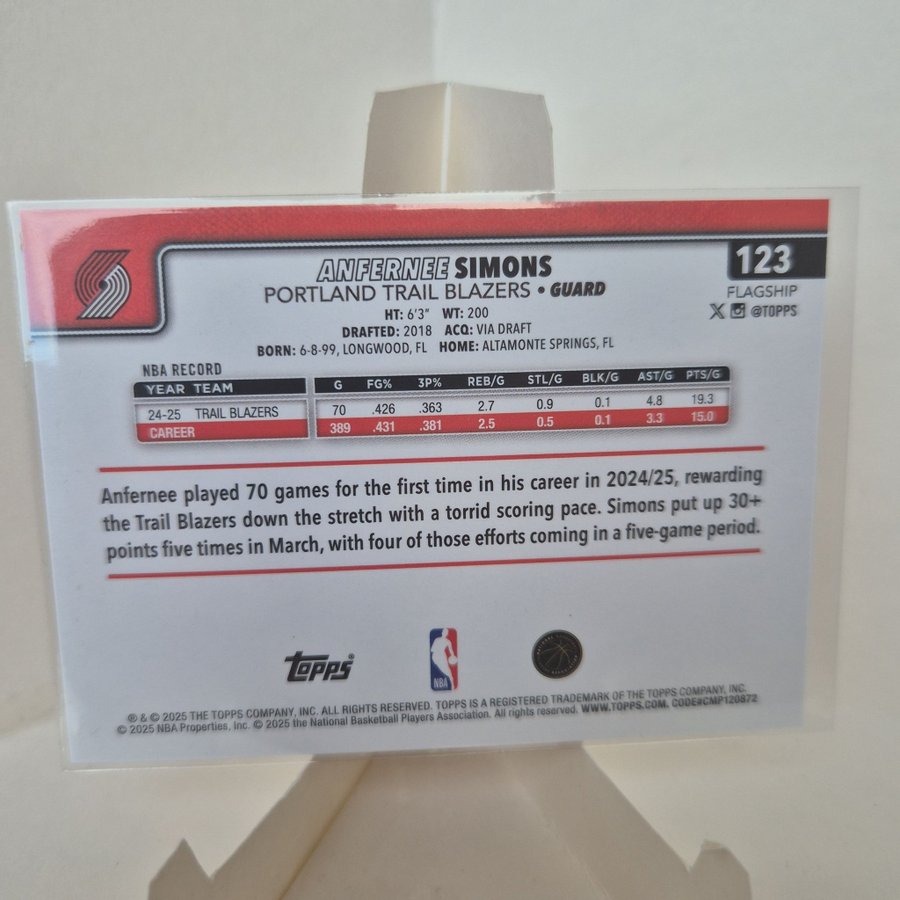 ANFERNEE SIMONS
123
PORTLAND TRAIL BLAZERS • GUARD
FLAGSHIP
HT: 6'3" WT: 200
@TOPPS
DRAFTED: 2018 ACQ: VIA DRAFT
BORN: 6-8-99, LONGWOOD, FL HOME: ALTAMONTE SPRINGS, FL
NBA RECORD
YEAR TEAM G FG% 3P% REB/G STL/G BLK/G AST/G PTS/G
24-25 TRAIL BLAZERS 70 .426 .363 2.7 0.9 0.1 4.8 19.3
CAREER 389 .431 .381 2.5 0.5 0.1 3.3 15.0
Anfernee played 70 games for the first time in his career in 2024/25, rewarding
the Trail Blazers down the stretch with a torrid scoring pace. Simons put up 30+
points five times in March, with four of those efforts coming in a five-game period.
Topps®
NBA
® & © 2025 THE TOPPS COMPANY, INC. ALL RIGHTS RESERVED. TOPPS IS A REGISTERED TRADEMARK OF THE TOPPS COMPANY, INC.
© 2025 NBA Properties, Inc. © 2025 the National Basketball Players Association. All rights reserved. WWW.TOPPS.COM. CODE#CMP120872